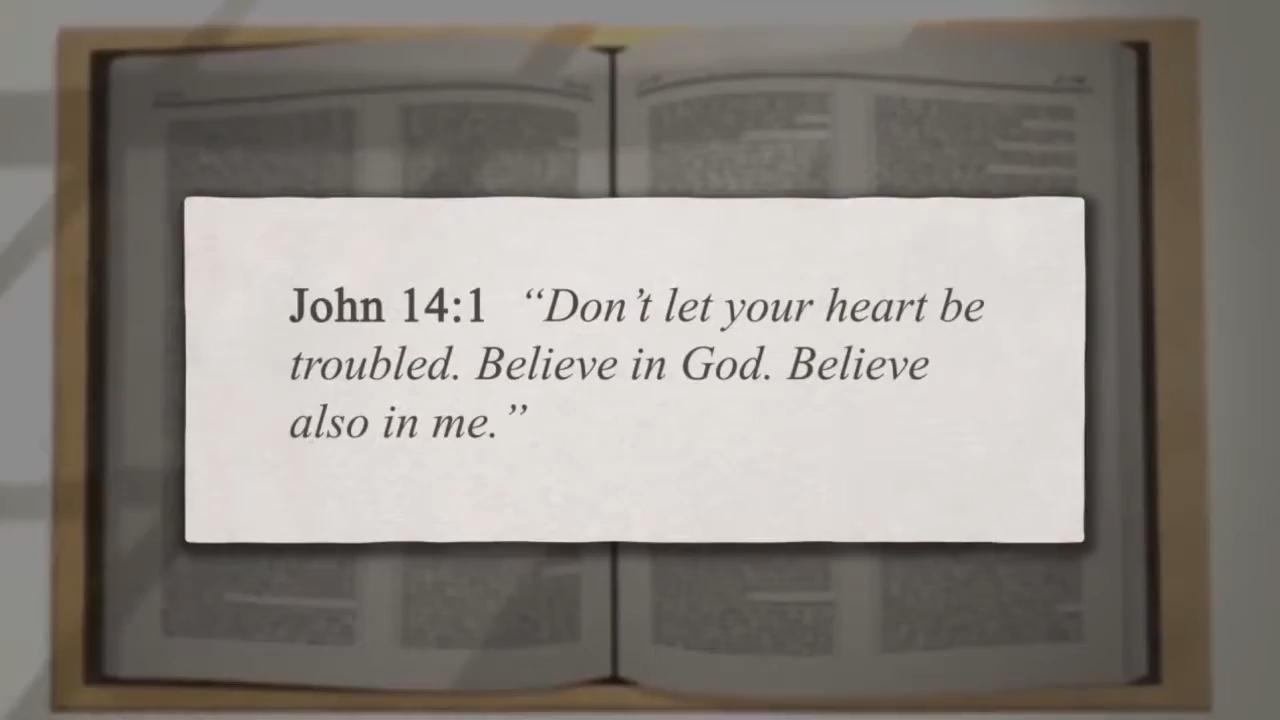 John 14:1 “Don’t let your heart be
troubled. Believe in God. Believe
also in me.”